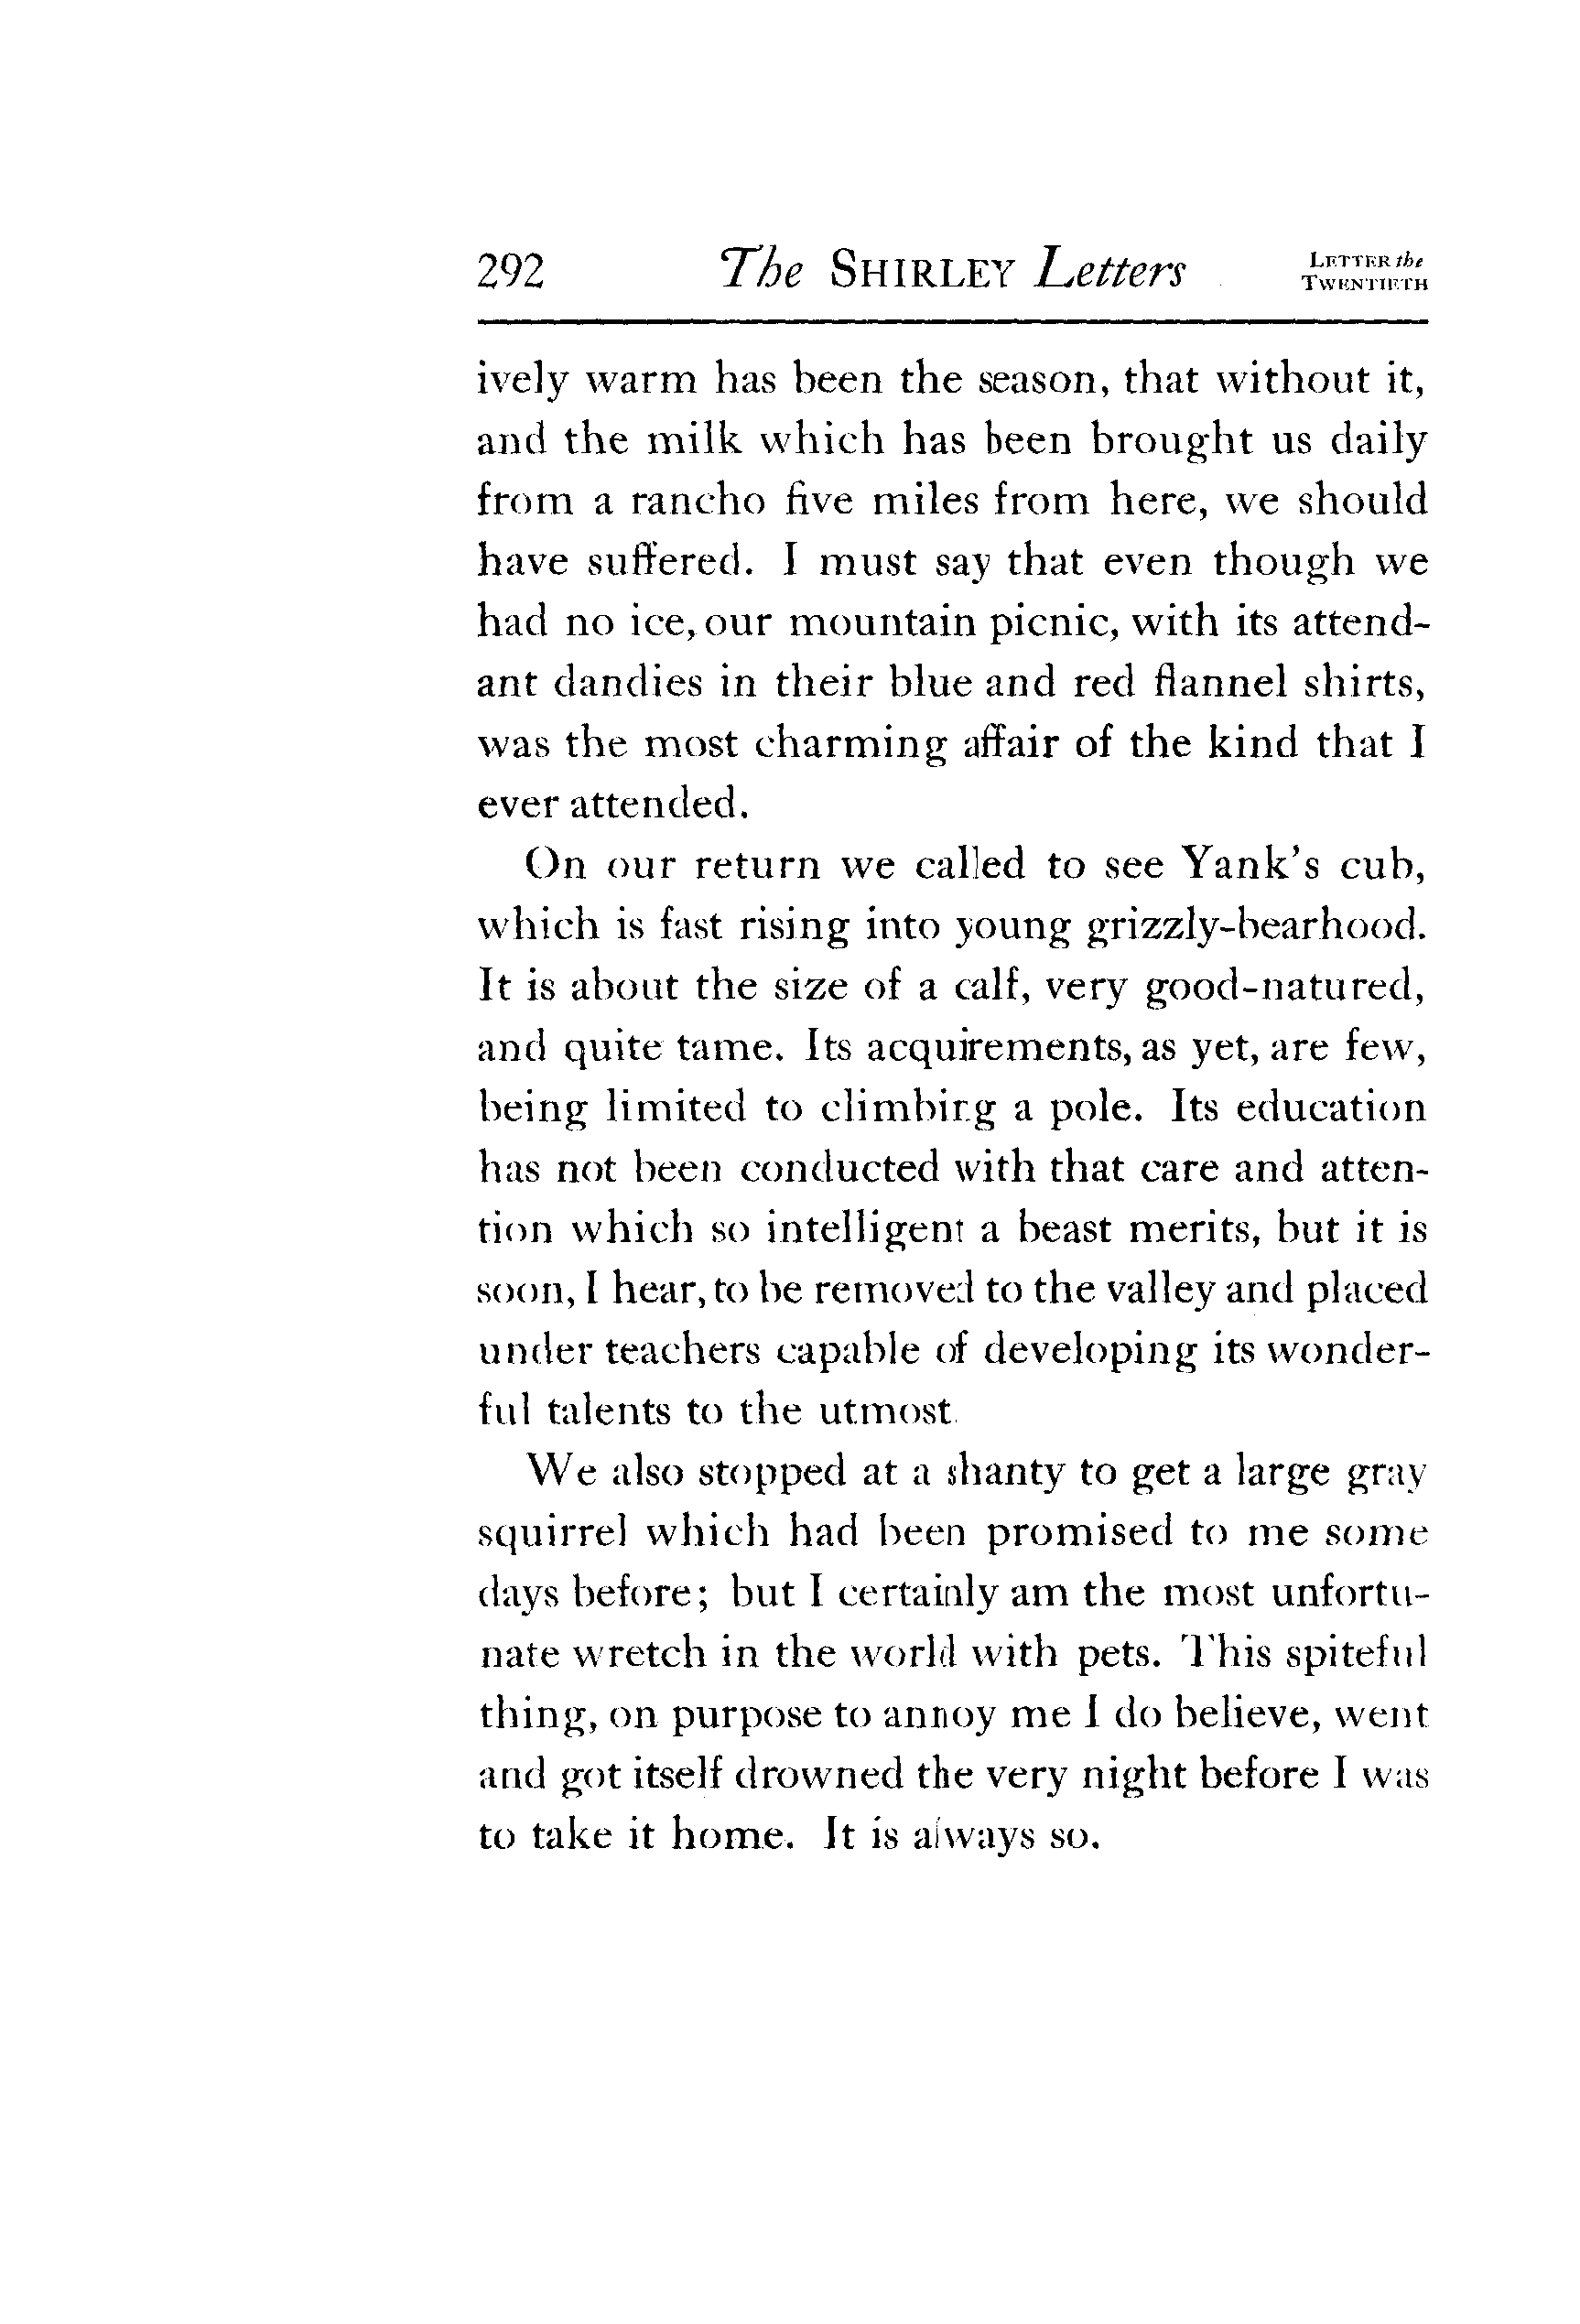 292 The SHIRLEY Letters LETTER the TWENTIETH
ively warm has been the season, that without it,
and the milk which has been brought us daily
from a rancho five miles from here, we should
have suffered. I must say that even though we
had no ice, our mountain picnic, with its attend-
ant dandies in their blue and red flannel shirts,
was the most charming affair of the kind that I
ever attended.
On our return we called to see Yank's cub,
which is fast rising into young grizzly-bearhood.
It is about the size of a calf, very good-natured,
and quite tame. Its acquirements, as yet, are few,
being limited to climbing a pole. Its education
has not been conducted with that care and atten-
tion which so intelligent a beast merits, but it is
soon, I hear, to be removed to the valley and placed
under teachers capable of developing its wonder-
ful talents to the utmost.
We also stopped at a shanty to get a large gray
squirrel which had been promised to me some
days before; but I certainly am the most unfortu-
nate wretch in the world with pets. This spiteful
thing, on purpose to annoy me I do believe, went
and got itself drowned the very night before I was
to take it home. It is always so.